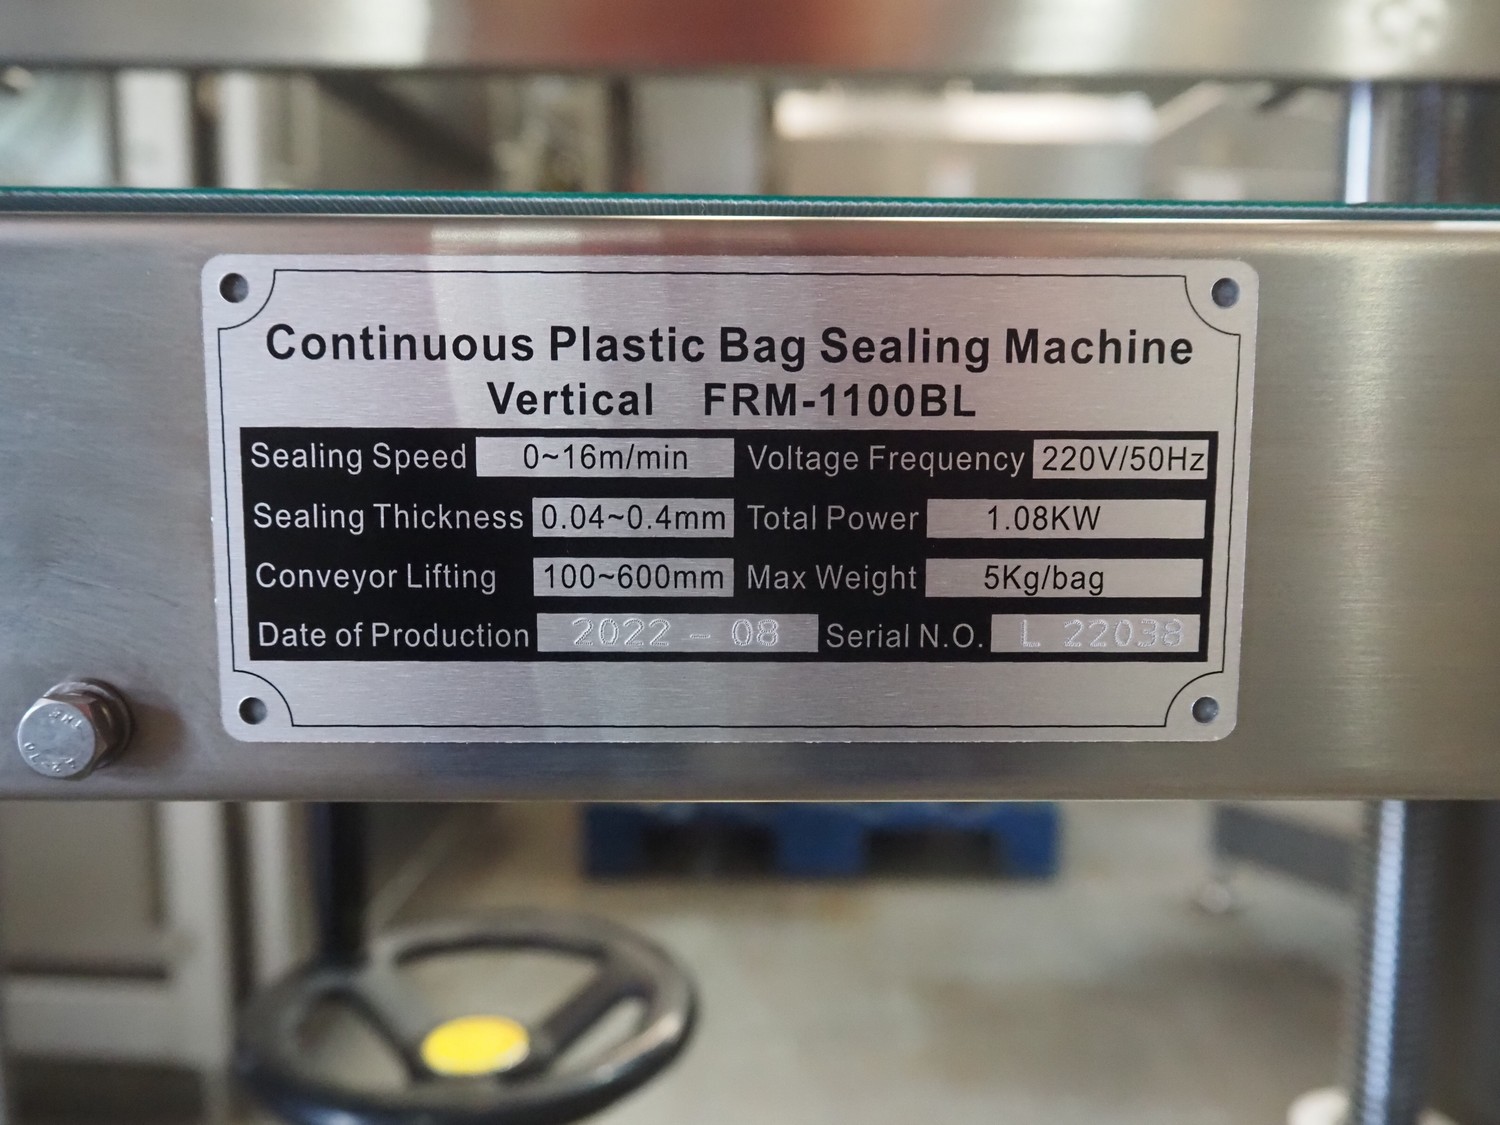 Continuous Plastic Bag Sealing Machine
Vertical FRM-1100BL
Sealing Speed 0~16m/min Voltage Frequency 220V/50Hz
Sealing Thickness 0.04~0.4mm Total Power 1.08KW
Conveyor Lifting 100~600mm Max Weight 5Kg/bag
Date of Production 2022 - 08 Serial N.O. L 22038